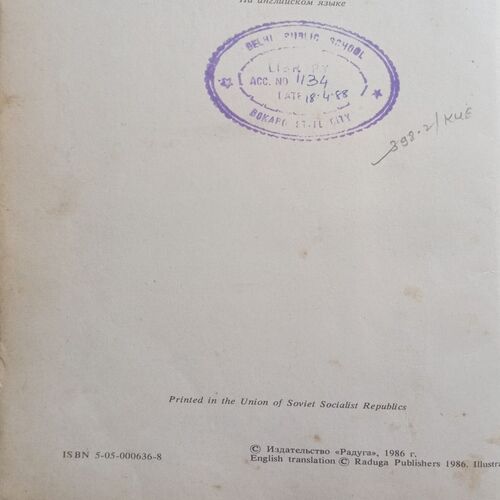 На английском языке
DELHI PUBLIC SCHOOL
LIBRARY
ACC. NO 1134
DATE 18-4-88
BOKARO STEEL CITY
398.2/KUE
Printed in the Union of Soviet Socialist Republics
ISBN 5-05-000636-8
© Издательство «Радуга», 1986 г.
English translation © Raduga Publishers 1986. Illustra